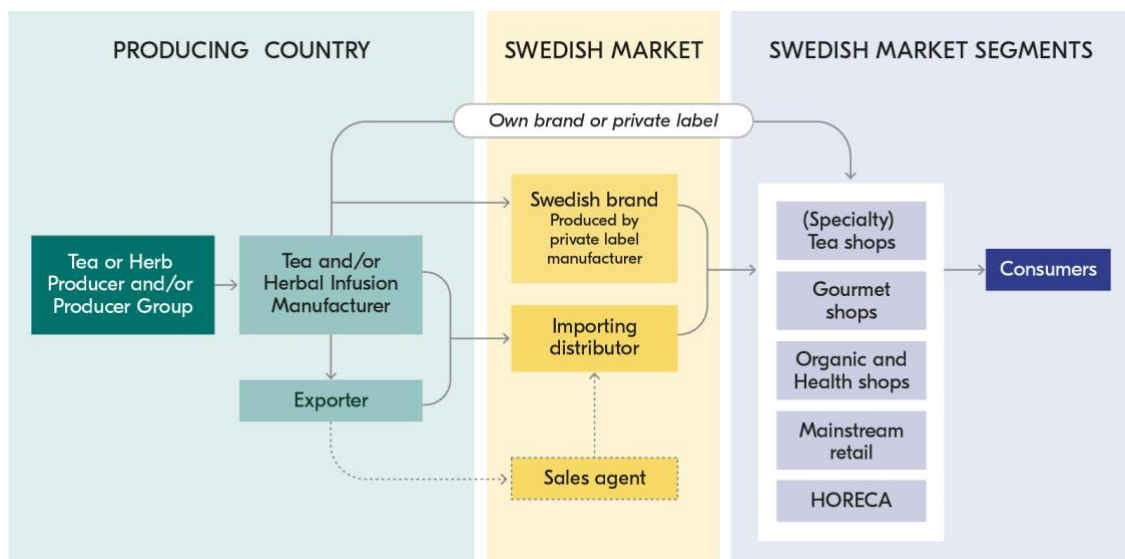 PRODUCING COUNTRY
SWEDISH MARKET
SWEDISH MARKET SEGMENTS
Own brand or private label
Tea or Herb
Producer and/or
Producer Group
Tea and/or
Herbal Infusion
Manufacturer
Exporter
Swedish brand
Produced by
private label
manufacturer
Importing
distributor
Sales agent
(Specialty)
Tea shops
Gourmet
shops
Organic and
Health shops
Mainstream
retail
HORECA
Consumers